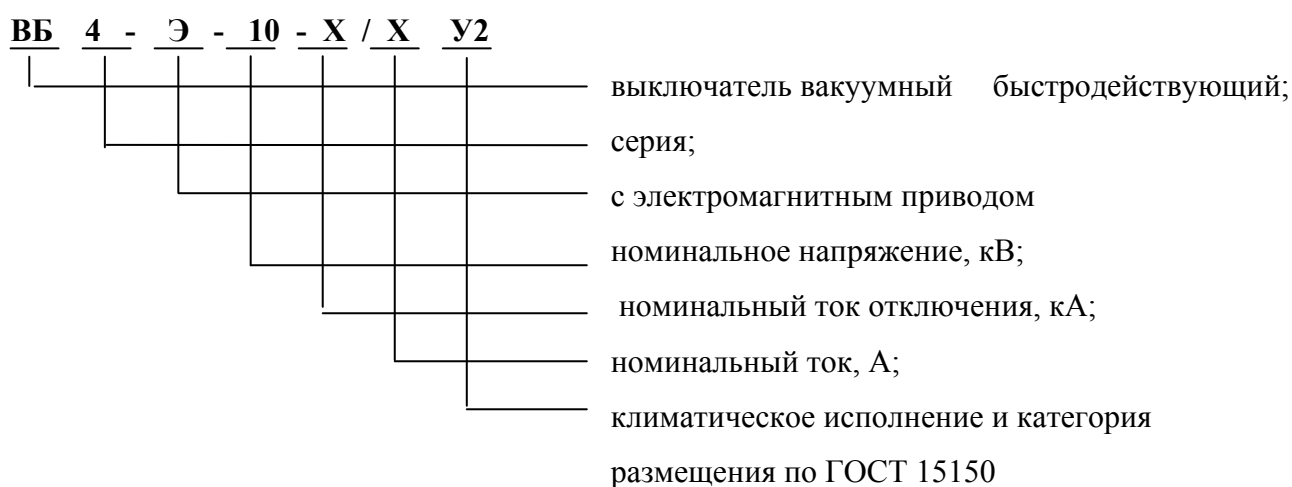 ВБ 4 - Э - 10 - Х / Х У2
выключатель вакуумный быстродействующий;
серия;
с электромагнитным приводом
номинальное напряжение, кВ;
номинальный ток отключения, кА;
номинальный ток, А;
климатическое исполнение и категория
размещения по ГОСТ 15150